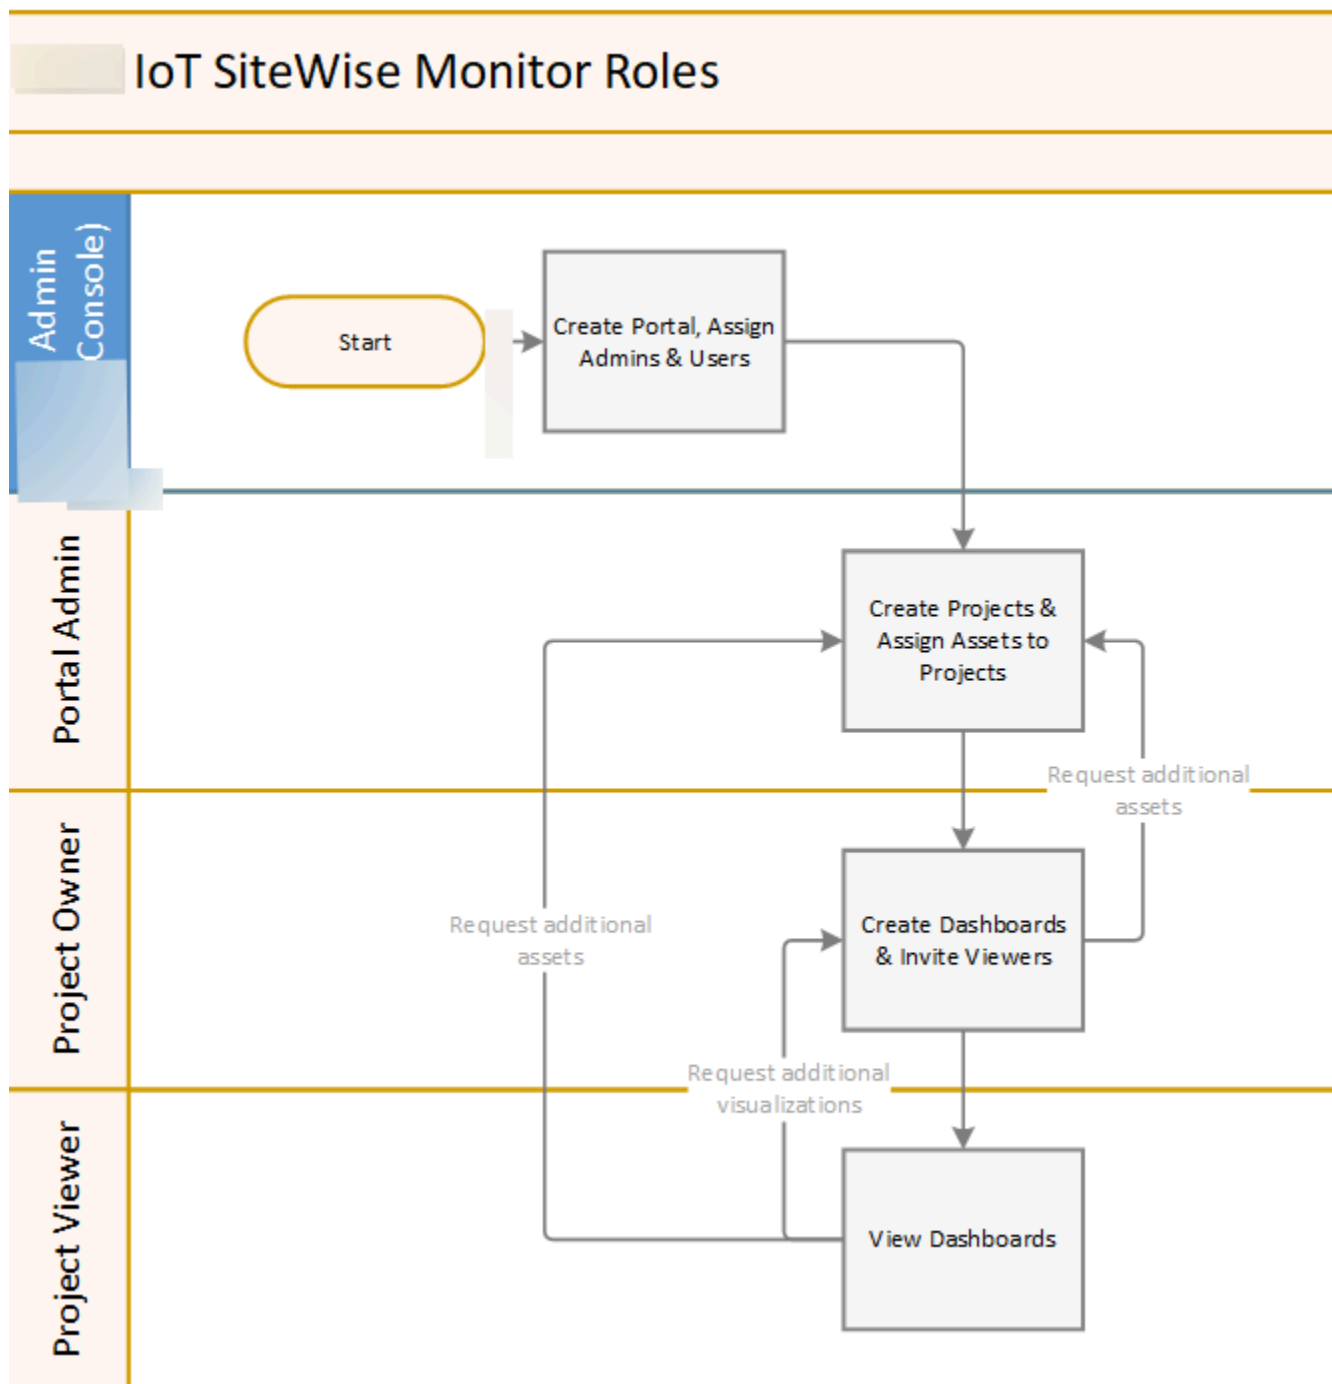 IoT SiteWise Monitor Roles
Admin
Console)
Start
Create Portal, Assign
Admins & Users
Portal Admin
Create Projects &
Assign Assets to
Projects
Request additional
assets
Project Owner
Request additional
assets
Create Dashboards
& Invite Viewers
Request additional
visualizations
Project Viewer
View Dashboards